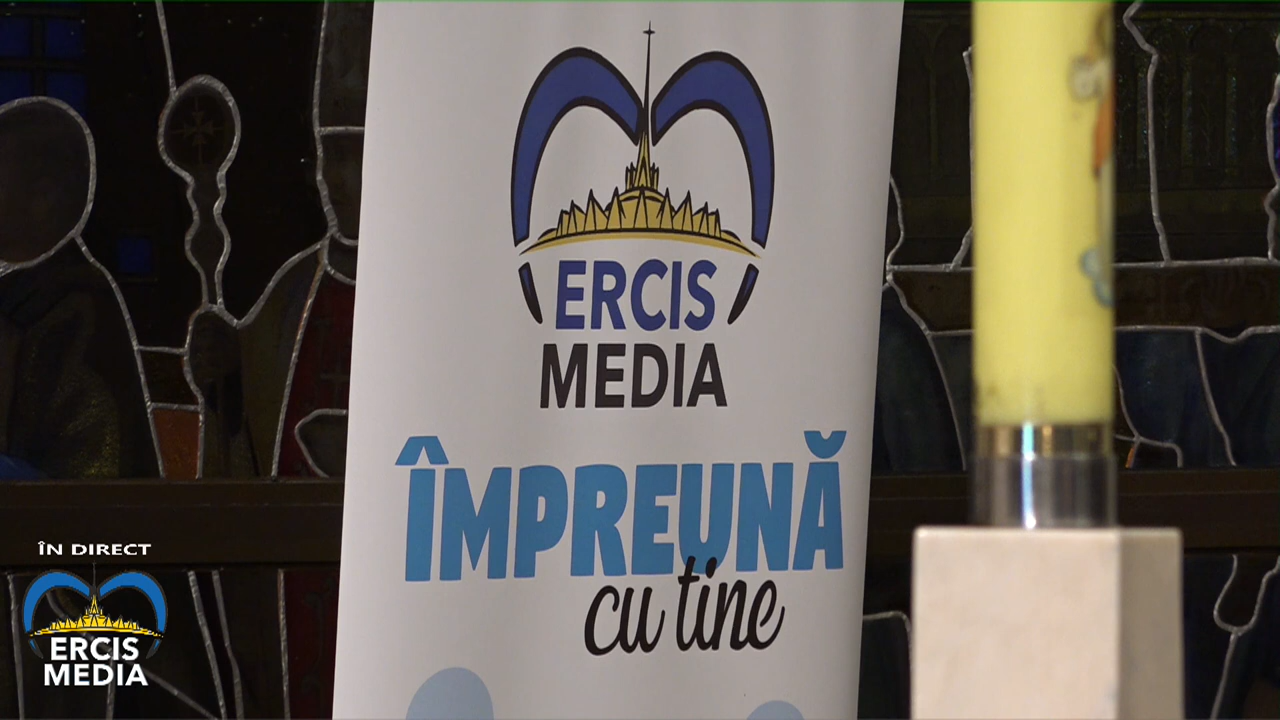 ERCIS
MEDIA
ÎMPREUNĂ
cu tine
ÎN DIRECT
ERCIS
MEDIA